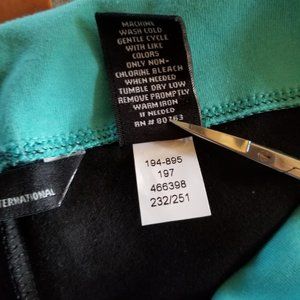 MACHINE
WASH COLD
GENTLE CYCLE
WITH LIKE
COLORS
ONLY NON-
CHLORINE BLEACH
WHEN NEEDED
TUMBLE DRY LOW
REMOVE PROMPTLY
WARM IRON
IF NEEDED
RN # 80763
194-895
197
466398
232/251